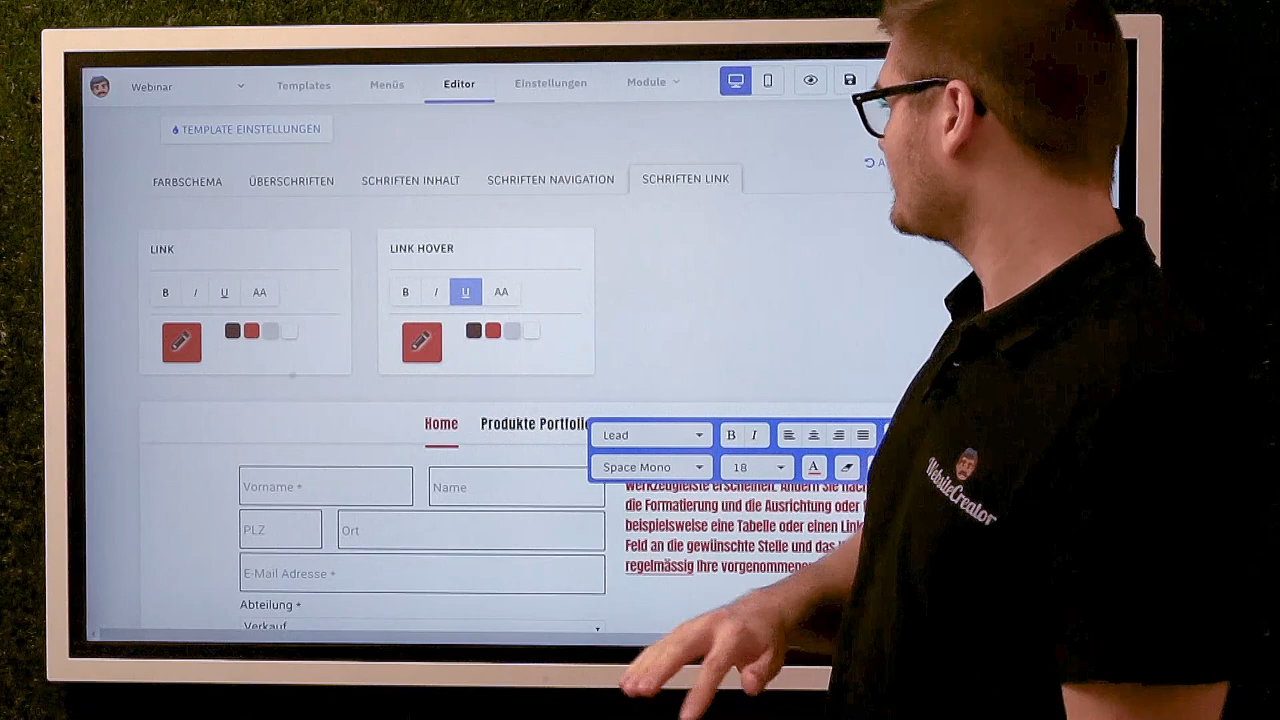 Webinar Templates Menüs Editor Einstellungen Module
TEMPLATE EINSTELLUNGEN
FARBSCHEMA ÜBERSCHRIFTEN SCHRIFTEN INHALT SCHRIFTEN NAVIGATION SCHRIFTEN LINK
LINK
B I U AA
LINK HOVER
B I U AA
Home Produkte Portfolio
Lead B I
Space Mono 18 A
Vorname * Name
PLZ Ort
E-Mail Adresse *
Abteilung *
Verkauf
Werkzeugleiste erscheinen. Ändern Sie nach
die Formatierung und die Ausrichtung oder
beispielsweise eine Tabelle oder einen Link
Feld an die gewünschte Stelle und das
regelmässig Ihre vorgenommenen
WebsiteCreator